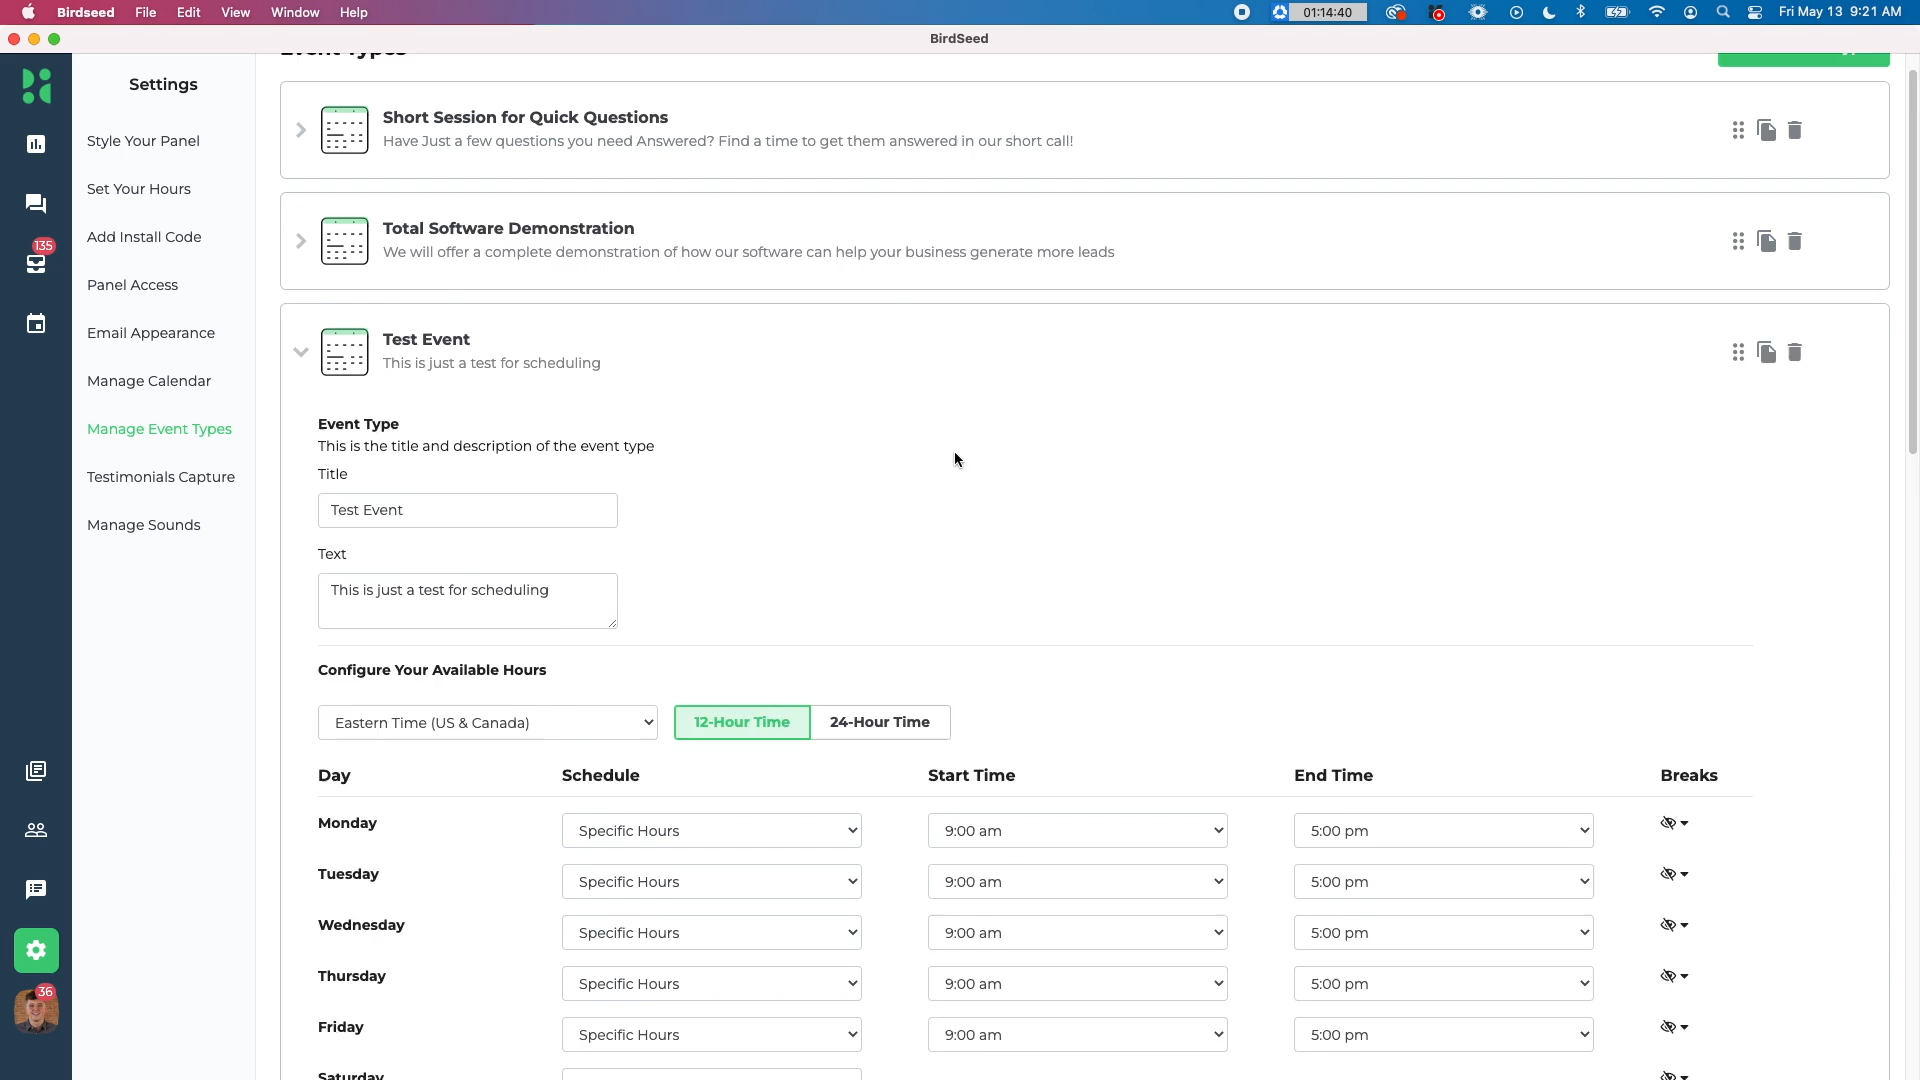 Birdseed File Edit View Window Help 01:14:40 Fri May 13 9:21 AM
BirdSeed
Settings
Event Types
Style Your Panel
Set Your Hours
Add Install Code
135
Panel Access
Email Appearance
Manage Calendar
Manage Event Types
Testimonials Capture
Manage Sounds
36
Short Session for Quick Questions
Have Just a few questions you need Answered? Find a time to get them answered in our short call!
Total Software Demonstration
We will offer a complete demonstration of how our software can help your business generate more leads
Test Event
This is just a test for scheduling
Event Type
This is the title and description of the event type
Title
Test Event
Text
This is just a test for scheduling
Configure Your Available Hours
Eastern Time (US & Canada) 12-Hour Time 24-Hour Time
Day Schedule Start Time End Time Breaks
Monday Specific Hours 9:00 am 5:00 pm
Tuesday Specific Hours 9:00 am 5:00 pm
Wednesday Specific Hours 9:00 am 5:00 pm
Thursday Specific Hours 9:00 am 5:00 pm
Friday Specific Hours 9:00 am 5:00 pm
Saturday